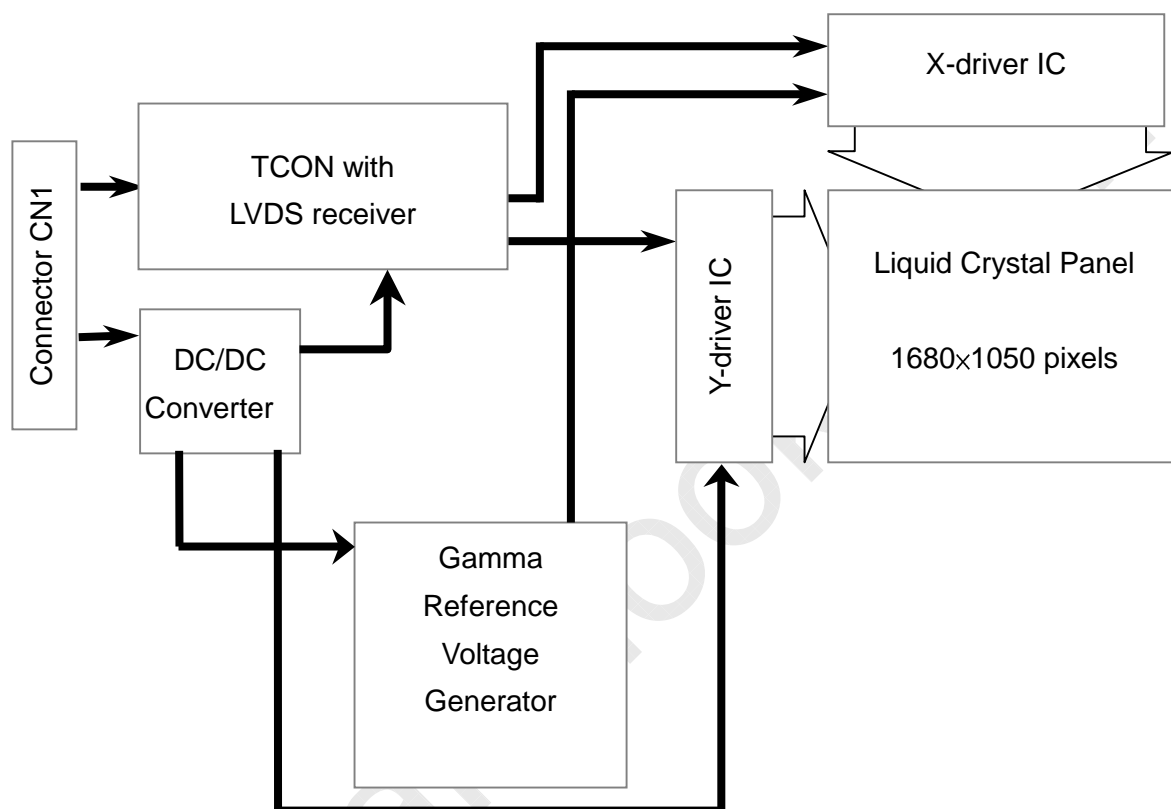 X-driver IC
TCON with
LVDS receiver
Connector CN1
Y-driver IC
Liquid Crystal Panel
1680×1050 pixels
DC/DC
Converter
Gamma
Reference
Voltage
Generator